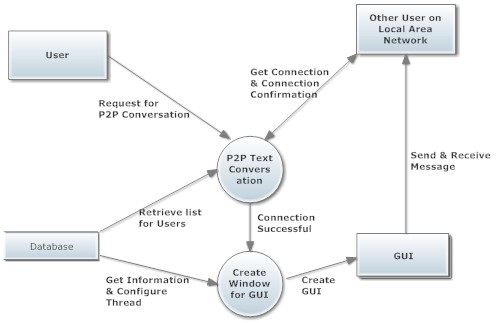 Other User on
Local Area
Network
User
Get Connection
& Connection
Confirmation
Request for
P2P Conversation
P2P Text
Convers
ation
Send & Receive
Message
Retrieve list
for Users
Connection
Successful
Database
GUI
Get Information
& Configure
Thread
Create
Window
for GUI
Create
GUI